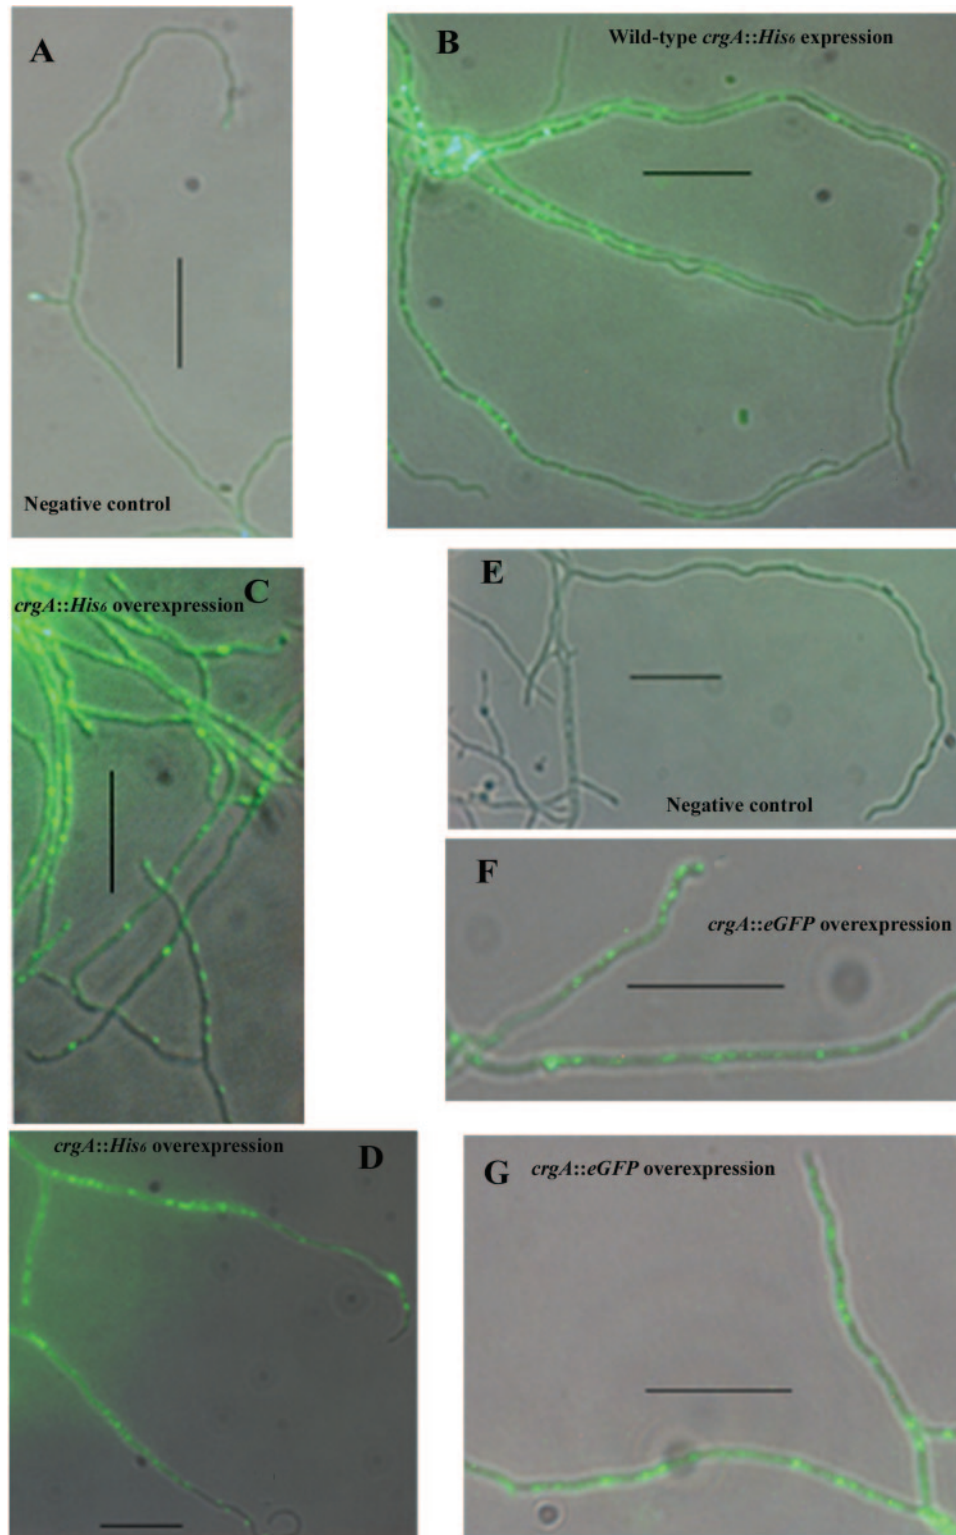 A
Negative control
B
Wild-type crgA::His6 expression
crgA::His6 overexpression
C
E
Negative control
F
crgA::eGFP overexpression
crgA::His6 overexpression
D
G
crgA::eGFP overexpression